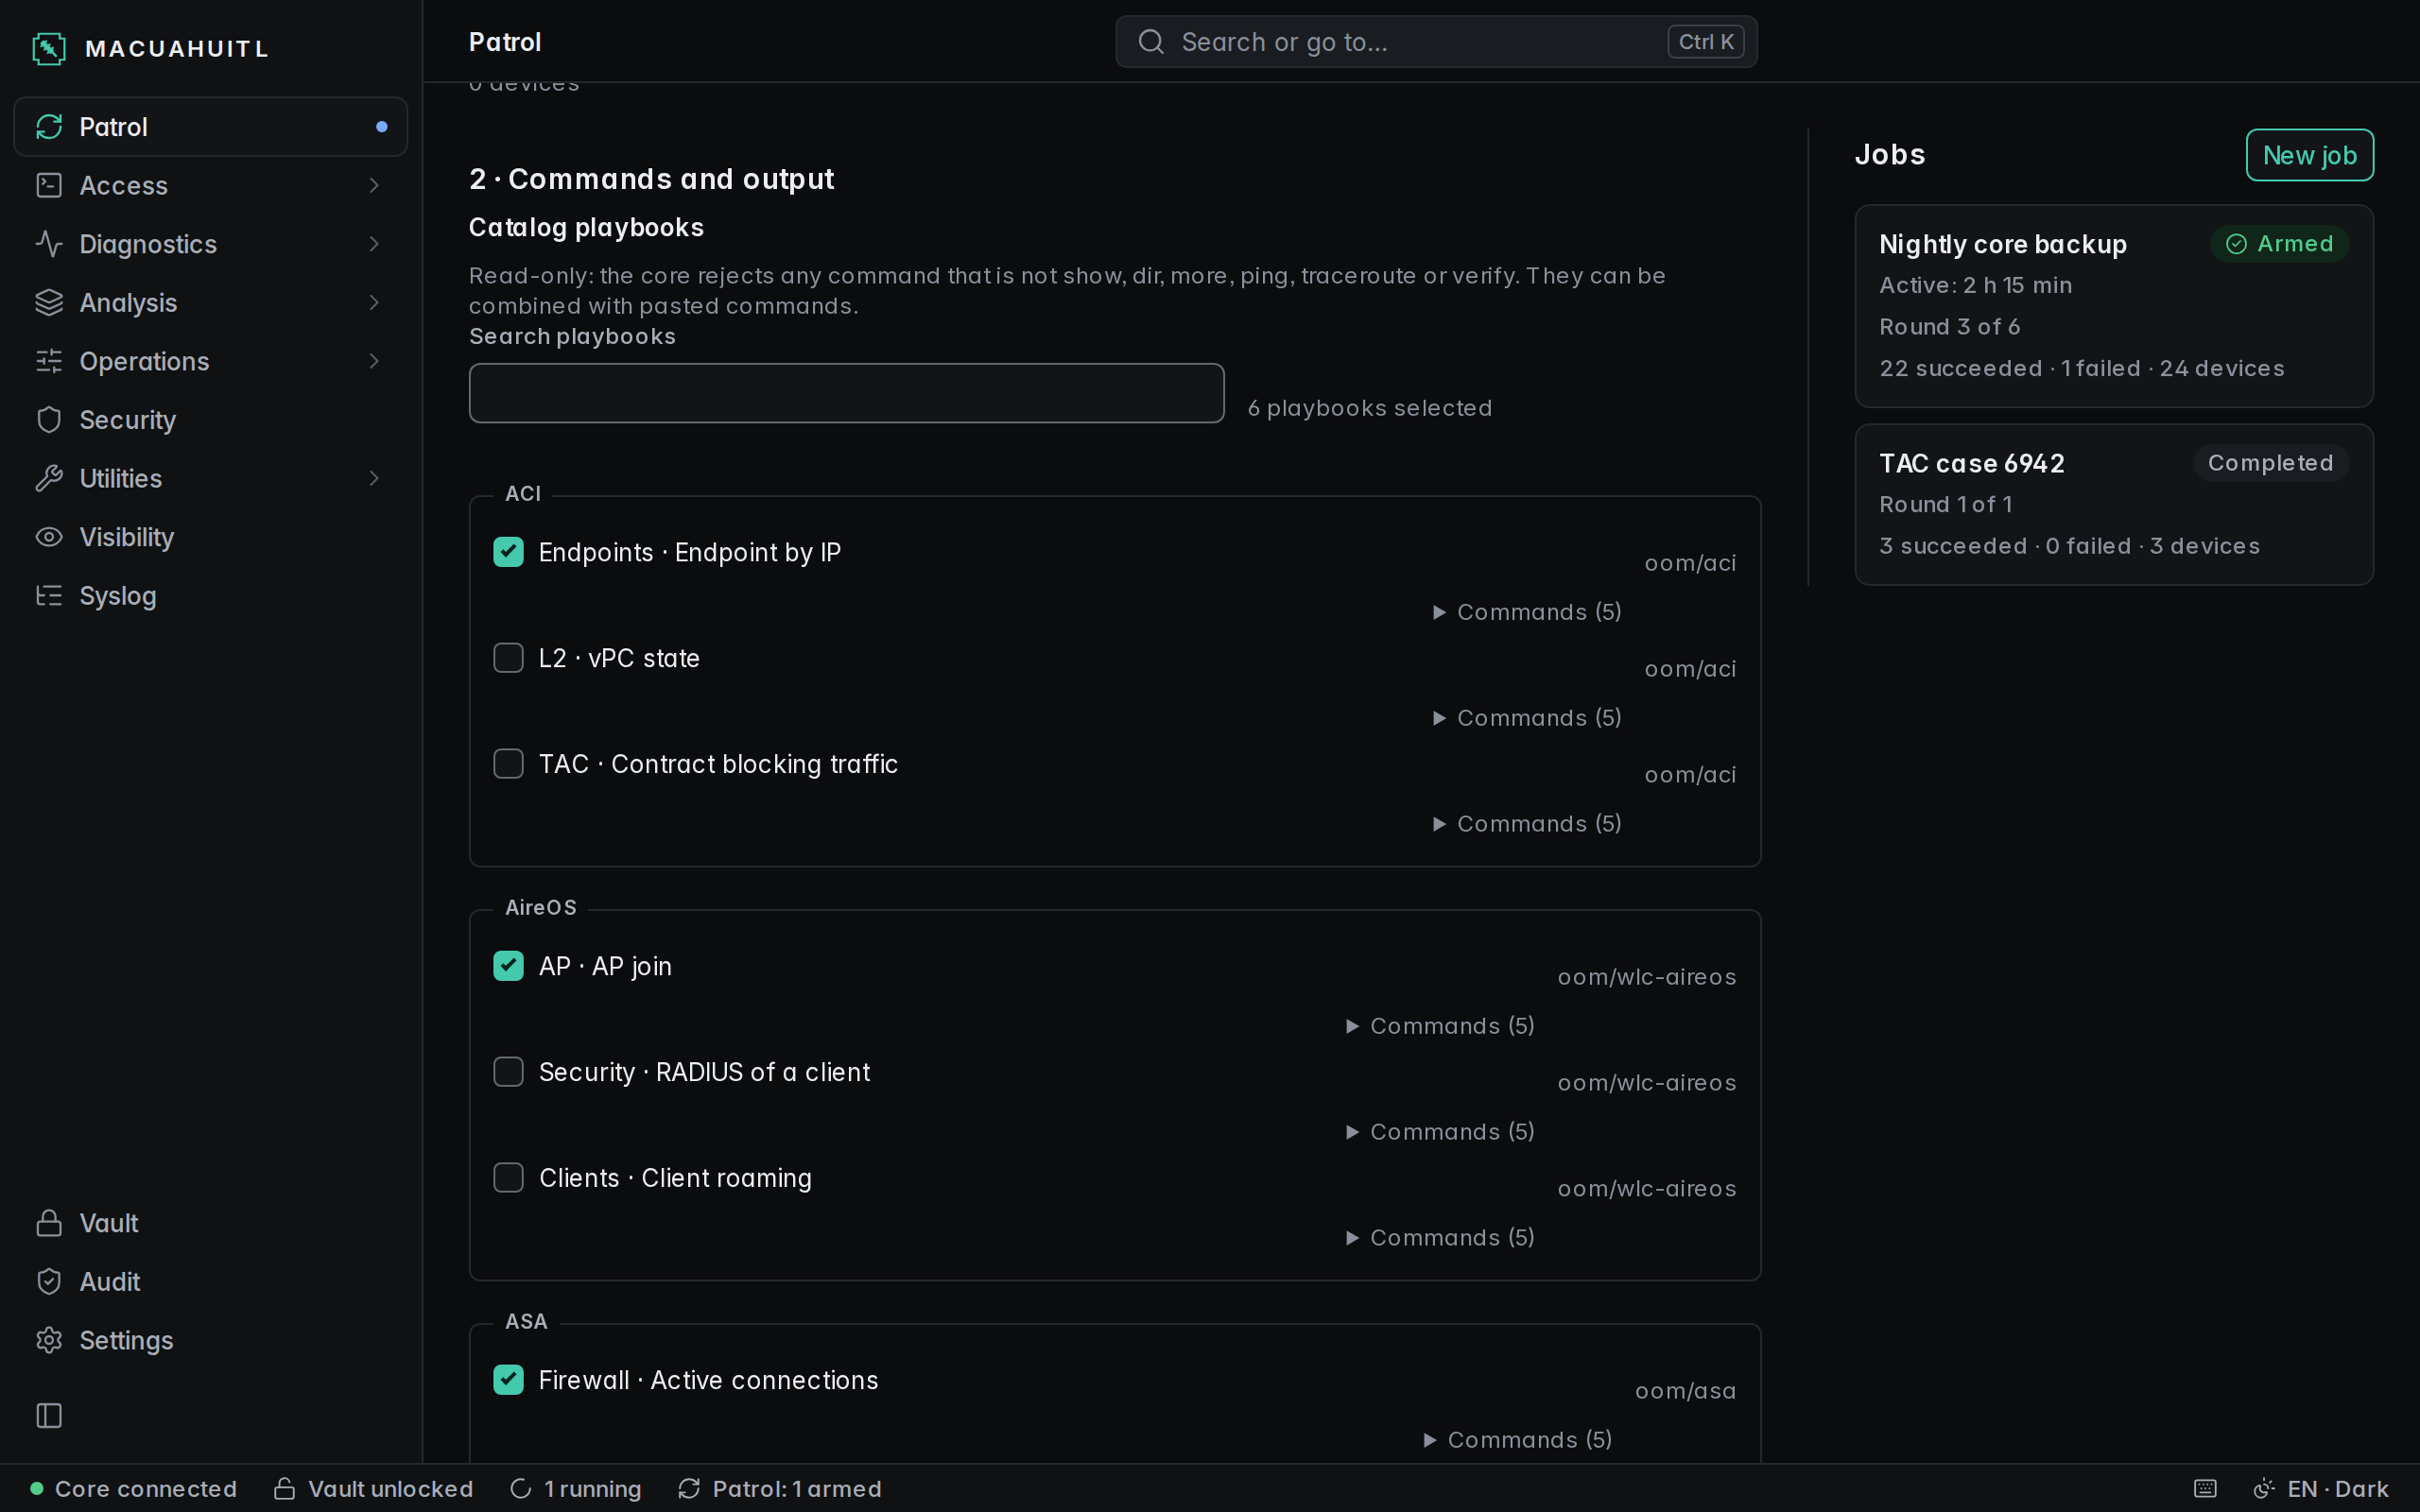 MACUAHUITL
Patrol
Access
Diagnostics
Analysis
Operations
Security
Utilities
Visibility
Syslog
Vault
Audit
Settings
Patrol
Search or go to...
Ctrl K
0 devices
2 · Commands and output
Catalog playbooks
Read-only: the core rejects any command that is not show, dir, more, ping, traceroute or verify. They can be
combined with pasted commands.
Search playbooks
6 playbooks selected
ACI
Endpoints · Endpoint by IP
oom/aci
▶ Commands (5)
L2 · vPC state
oom/aci
▶ Commands (5)
TAC · Contract blocking traffic
oom/aci
▶ Commands (5)
AireOS
AP · AP join
oom/wlc-aireos
▶ Commands (5)
Security · RADIUS of a client
oom/wlc-aireos
▶ Commands (5)
Clients · Client roaming
oom/wlc-aireos
▶ Commands (5)
ASA
Firewall · Active connections
oom/asa
▶ Commands (5)
Jobs
New job
Nightly core backup
Armed
Active: 2 h 15 min
Round 3 of 6
22 succeeded · 1 failed · 24 devices
TAC case 6942
Completed
Round 1 of 1
3 succeeded · 0 failed · 3 devices
Core connected
Vault unlocked
1 running
Patrol: 1 armed
EN · Dark